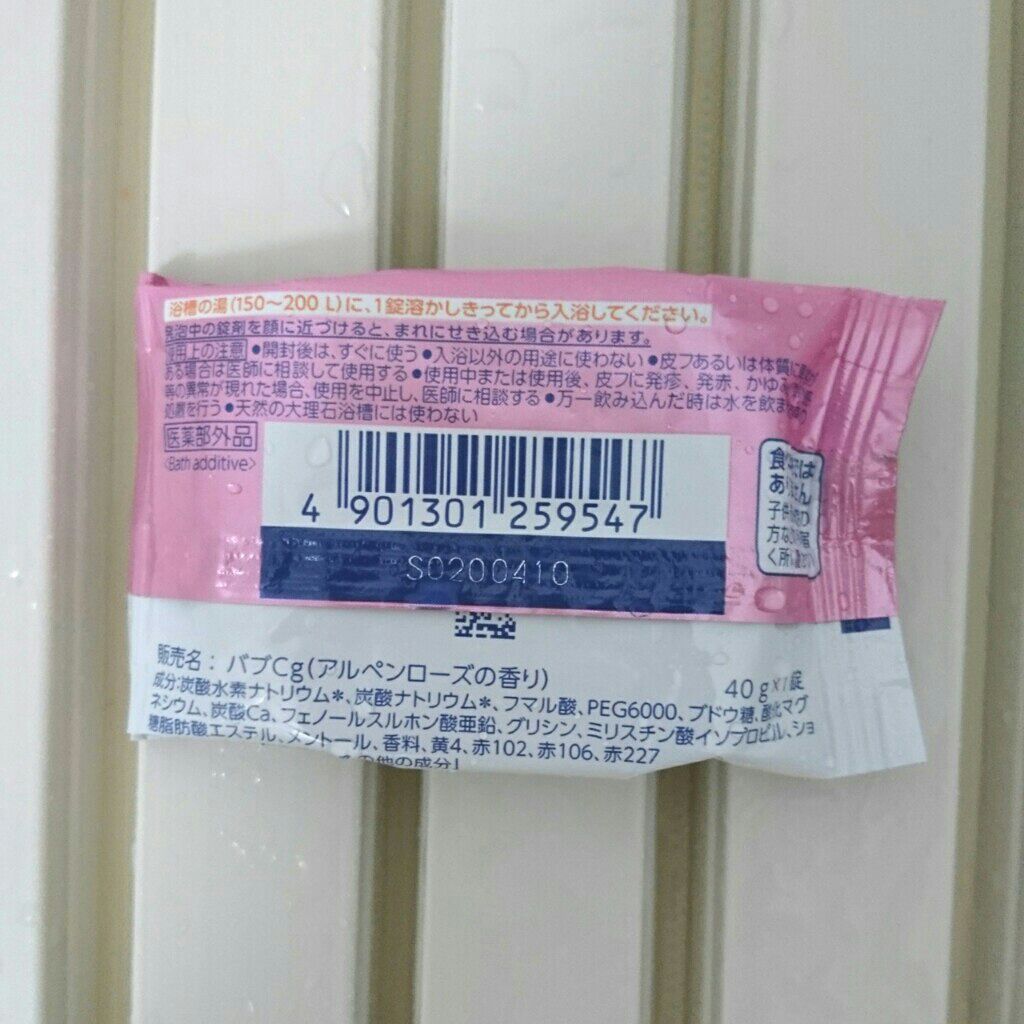 浴槽の湯(150〜200 L)に、1錠溶かしきってから入浴してください。
発泡中の錠剤を顔に近づけると、まれにせき込む場合があります。
使用上の注意 ●開封後は、すぐに使う●入浴以外の用途に使わない●皮フあるいは体質に
ある場合は医師に相談して使用する●使用中または使用後、皮フに発疹、発赤、かゆみ
等の異常が現れた場合、使用を中止し、医師に相談する●万一飲み込んだ時は水を飲ま
処置を行う●天然の大理石浴槽には使わない
医薬部外品
<Bath additive>
食
あ ん
子
方
く所
4 901301 259547
S0200410
販売名：バブCg(アルペンローズの香り)
40 g×1錠
成分:炭酸水素ナトリウム*、炭酸ナトリウム*、フマル酸、PEG6000、ブドウ糖、酸化マグ
ネシウム、炭酸Ca、フェノールスルホン酸亜鉛、グリシン、ミリスチン酸イソプロピル、ショ
糖脂肪酸エステル、メントール、香料、黄4、赤102、赤106、赤227
の他の成分